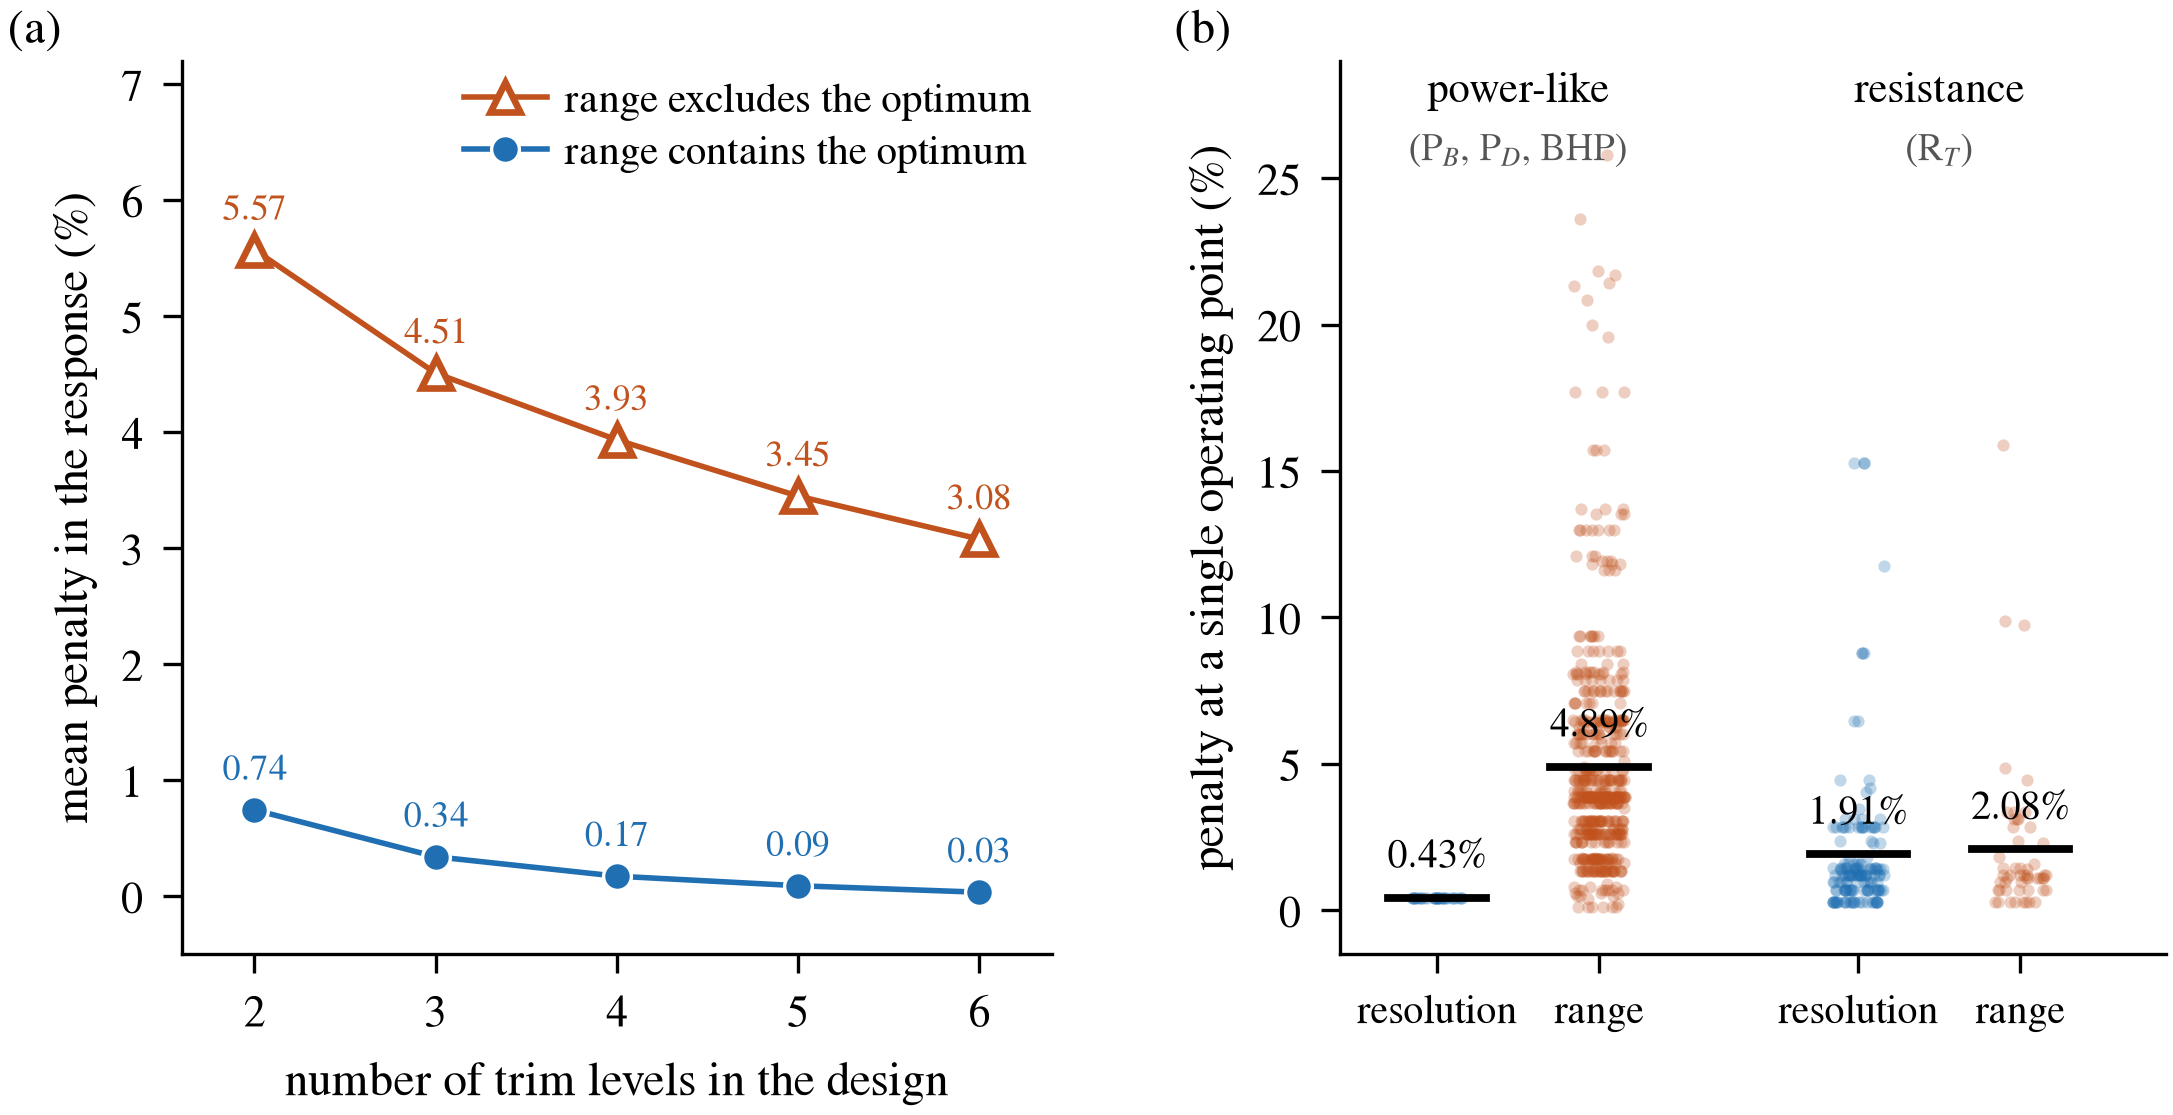 (a)
mean penalty in the response (%)
7
6
5
4
3
2
1
0
range excludes the optimum
range contains the optimum
5.57
4.51
3.93
3.45
3.08
0.74
0.34
0.17
0.09
0.03
2 3 4 5 6
number of trim levels in the design
(b)
penalty at a single operating point (%)
25
20
15
10
5
0
power-like
(P_B, P_D, BHP)
resistance
(R_T)
0.43%
4.89%
1.91%
2.08%
resolution range resolution range